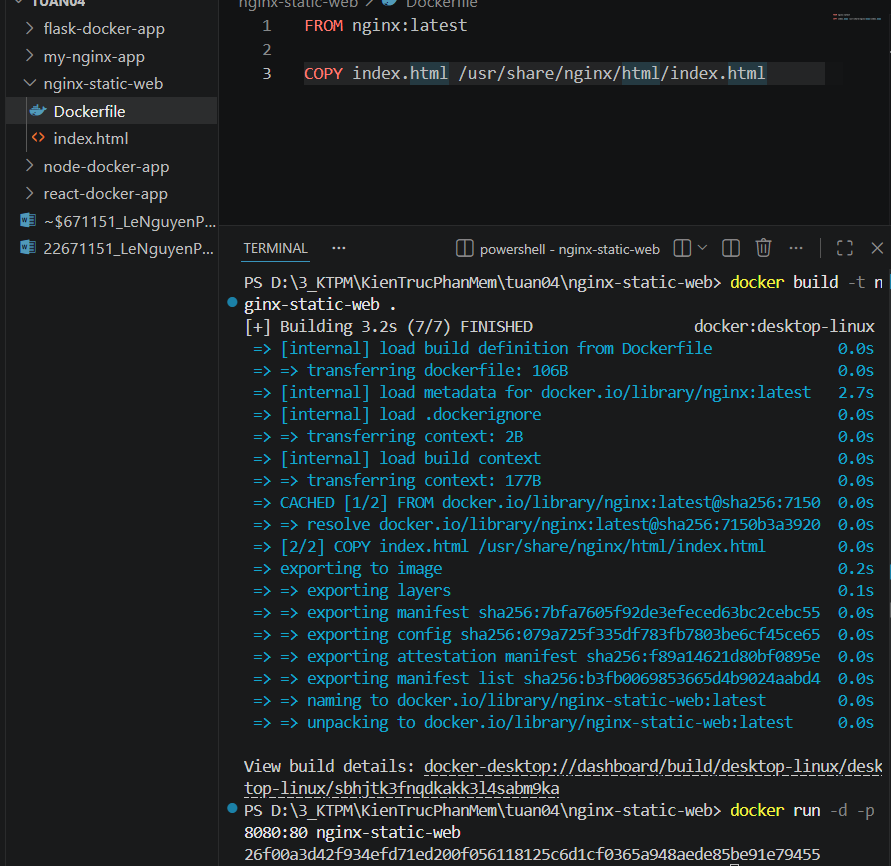 TUAN04
flask-docker-app
my-nginx-app
nginx-static-web
Dockerfile
index.html
node-docker-app
react-docker-app
~$671151_LeNguyenP...
22671151_LeNguyenP...
nginx-static-web > Dockerfile
1 FROM nginx:latest
2
3 COPY index.html /usr/share/nginx/html/index.html
TERMINAL ... powershell - nginx-static-web ...
PS D:\3_KTPM\KienTrucPhanMem\tuan04\nginx-static-web> docker build -t n
ginx-static-web .
[+] Building 3.2s (7/7) FINISHED docker:desktop-linux
=> [internal] load build definition from Dockerfile 0.0s
=> => transferring dockerfile: 106B 0.0s
=> [internal] load metadata for docker.io/library/nginx:latest 2.7s
=> [internal] load .dockerignore 0.0s
=> => transferring context: 2B 0.0s
=> [internal] load build context 0.0s
=> => transferring context: 177B 0.0s
=> CACHED [1/2] FROM docker.io/library/nginx:latest@sha256:7150 0.0s
=> => resolve docker.io/library/nginx:latest@sha256:7150b3a3920 0.0s
=> [2/2] COPY index.html /usr/share/nginx/html/index.html 0.0s
=> exporting to image 0.2s
=> => exporting layers 0.1s
=> => exporting manifest sha256:7bfa7605f92de3efeced63bc2cebc55 0.0s
=> => exporting config sha256:079a725f335df783fb7803be6cf45ce65 0.0s
=> => exporting attestation manifest sha256:f89a14621d80bf0895e 0.0s
=> => exporting manifest list sha256:b3fb0069853665d4b9024aabd4 0.0s
=> => naming to docker.io/library/nginx-static-web:latest 0.0s
=> => unpacking to docker.io/library/nginx-static-web:latest 0.0s
View build details: docker-desktop://dashboard/build/desktop-linux/desk
top-linux/sbhjtk3fnqdkakk3l4sabm9ka
PS D:\3_KTPM\KienTrucPhanMem\tuan04\nginx-static-web> docker run -d -p
8080:80 nginx-static-web
26f00a3d42f934efd71ed200f056118125c6d1cf0365a948aede85be91e79455